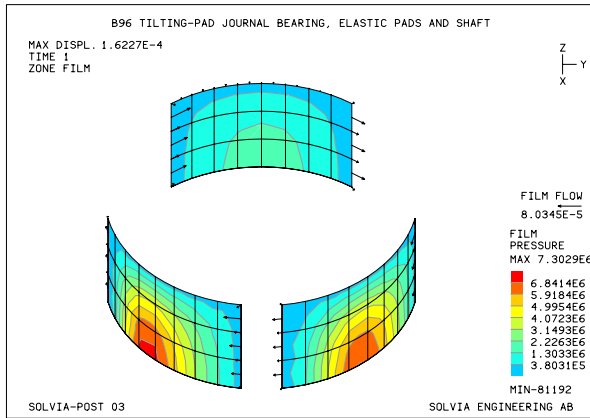 B96 TILTING-PAD JOURNAL BEARING, ELASTIC PADS AND SHAFT
MAX DISPL. 1.6227E-4
TIME 1
ZONE FILM
Z
Y
X
FILM FLOW
8.0345E-5
FILM
PRESSURE
MAX 7.3029E6
6.8414E6
5.9184E6
4.9954E6
4.0723E6
3.1493E6
2.2263E6
1.3033E6
3.8031E5
MIN-81192
SOLVIA-POST 03
SOLVIA ENGINEERING AB